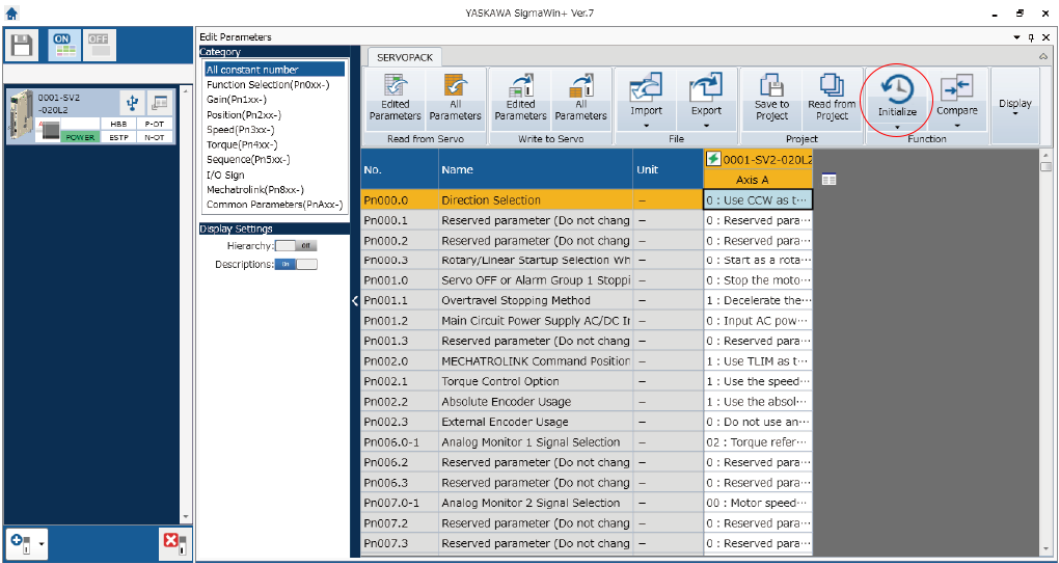 YASKAWA SigmaWin+ Ver.7
ON
OFF
0001-SV2
-020L2
HBB P-OT
POWER ESTP N-OT
Edit Parameters
Category
All constant number
Function Selection(Pn0xx-)
Gain(Pn1xx-)
Position(Pn2xx-)
Speed(Pn3xx-)
Torque(Pn4xx-)
Sequence(Pn5xx-)
I/O Sign
Mechatrolink(Pn8xx-)
Common Parameters(PnAxx-)
Display Settings
Hierarchy: Off
Descriptions: On
SERVOPACK
Edited Parameters
All Parameters
Read from Servo
Edited Parameters
All Parameters
Write to Servo
Import
Export
File
Save to Project
Read from Project
Project
Initialize
Compare
Function
Display
No. Name Unit 0001-SV2-020L2
Axis A
Pn000.0 Direction Selection – 0 : Use CCW as t···
Pn000.1 Reserved parameter (Do not chang – 0 : Reserved para···
Pn000.2 Reserved parameter (Do not chang – 0 : Reserved para···
Pn000.3 Rotary/Linear Startup Selection Wh – 0 : Start as a rota···
Pn001.0 Servo OFF or Alarm Group 1 Stoppi – 0 : Stop the moto···
Pn001.1 Overtravel Stopping Method – 1 : Decelerate the···
Pn001.2 Main Circuit Power Supply AC/DC Ir – 0 : Input AC pow···
Pn001.3 Reserved parameter (Do not chang – 0 : Reserved para···
Pn002.0 MECHATROLINK Command Position – 1 : Use TLIM as t···
Pn002.1 Torque Control Option – 1 : Use the speed···
Pn002.2 Absolute Encoder Usage – 1 : Use the absol···
Pn002.3 External Encoder Usage – 0 : Do not use an···
Pn006.0-1 Analog Monitor 1 Signal Selection – 02 : Torque refer···
Pn006.2 Reserved parameter (Do not chang – 0 : Reserved para···
Pn006.3 Reserved parameter (Do not chang – 0 : Reserved para···
Pn007.0-1 Analog Monitor 2 Signal Selection – 00 : Motor speed···
Pn007.2 Reserved parameter (Do not chang – 0 : Reserved para···
Pn007.3 Reserved parameter (Do not chang – 0 : Reserved para···